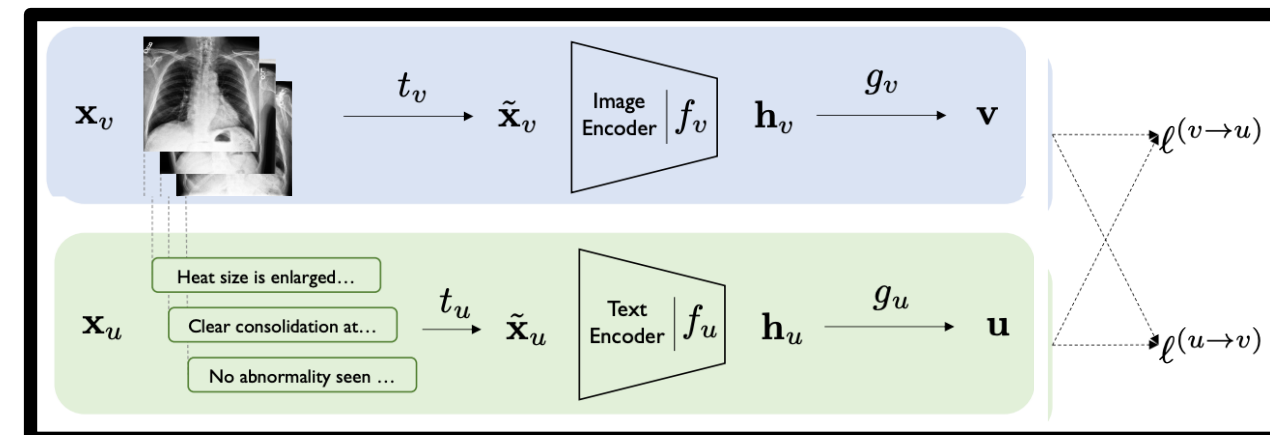 x_v
t_v
x̃_v
Image
Encoder
f_v
h_v
g_v
v
ℓ^(v→u)
Heat size is enlarged…
Clear consolidation at…
No abnormality seen …
x_u
t_u
x̃_u
Text
Encoder
f_u
h_u
g_u
u
ℓ^(u→v)